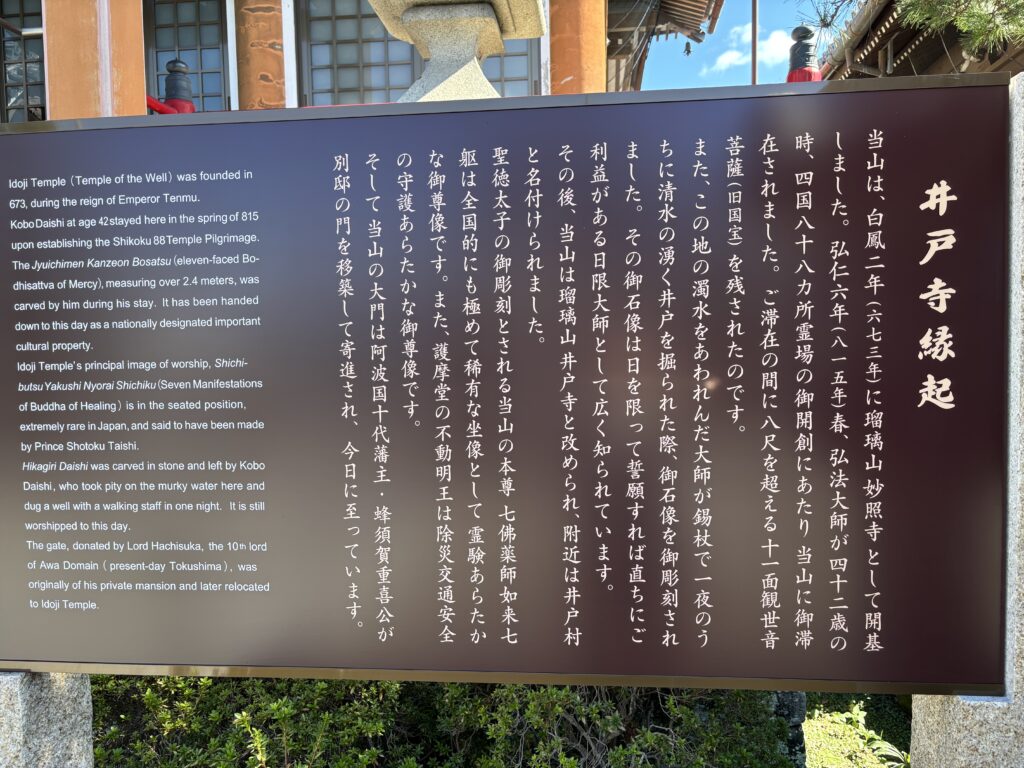 井戸寺縁起
当山は、白鳳二年(六七三年)に瑠璃山 妙照寺 として開基
しました。弘仁六年(八一五年)春、弘法大師が四十二歳の
時、四国八十八カ所霊場の御開創にあたり 当山に御滞
在されました。ご滞在の間に八尺を超える 十一面観世音
菩薩(旧国宝)を残されたのです。
また、この地の濁水をあわれんだ大師が錫杖で一夜のう
ちに清水の湧く井戸を掘られた際、御石像を御彫刻され
ました。その御石像は日を限って誓願すれば直ちにご
利益がある日限大師として広く知られています。
その後、当山は瑠璃山 井戸寺と改められ、附近は井戸村
と名付けられました。
聖徳太子の御彫刻とされる当山の本尊 七佛薬師如来七
躯は全国的にも極めて稀有な坐像として 霊験あらたか
な御尊像です。また、護摩堂の不動明王は除災交通安全
の守護あらたかな御尊像です。
そして 当山の大門は阿波国十代藩主・蜂須賀重喜公が
別邸の門を移築して寄進され、今日に至っています。
Idoji Temple (Temple of the Well) was founded in
673, during the reign of Emperor Tenmu.
Kobo Daishi at age 42 stayed here in the spring of 815
upon establishing the Shikoku 88 Temple Pilgrimage.
The Jyuichimen Kanzeon Bosatsu (eleven-faced Bo-
dhisattva of Mercy), measuring over 2.4 meters, was
carved by him during his stay. It has been handed
down to this day as a nationally designated important
cultural property.
Idoji Temple's principal image of worship, Shichi-
butsu Yakushi Nyorai Shichiku (Seven Manifestations
of Buddha of Healing) is in the seated position,
extremely rare in Japan, and said to have been made
by Prince Shotoku Taishi.
Hikagiri Daishi was carved in stone and left by Kobo
Daishi, who took pity on the murky water here and
dug a well with a walking staff in one night. It is still
worshipped to this day.
The gate, donated by Lord Hachisuka, the 10th lord
of Awa Domain (present-day Tokushima), was
originally of his private mansion and later relocated
to Idoji Temple.